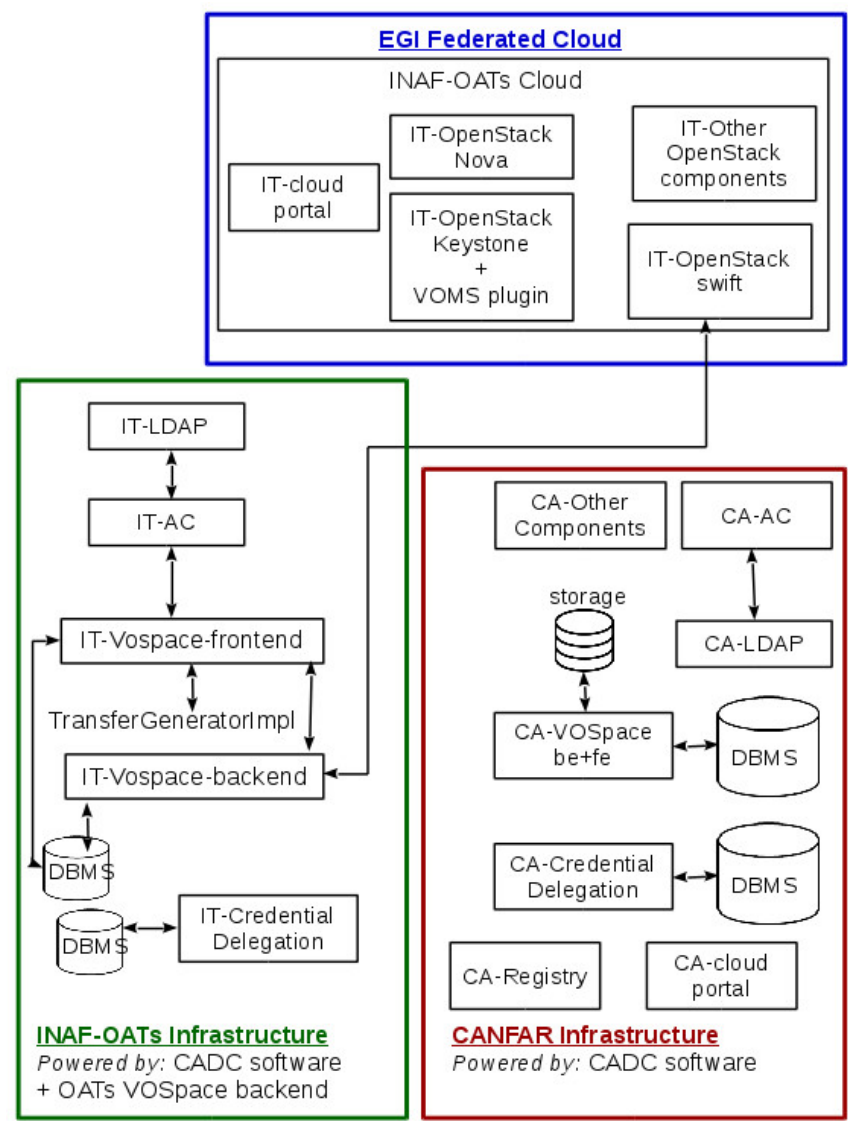 EGI Federated Cloud
INAF-OATs Cloud
IT-cloud
portal
IT-OpenStack
Nova
IT-OpenStack
Keystone
+
VOMS plugin
IT-Other
OpenStack
components
IT-OpenStack
swift
IT-LDAP
IT-AC
IT-Vospace-frontend
TransferGeneratorImpl
IT-Vospace-backend
DBMS
DBMS
IT-Credential
Delegation
INAF-OATs Infrastructure
Powered by: CADC software
+ OATs VOSpace backend
CA-Other
Components
CA-AC
storage
CA-LDAP
CA-VOSpace
be+fe
DBMS
CA-Credential
Delegation
DBMS
CA-Registry
CA-cloud
portal
CANFAR Infrastructure
Powered by: CADC software